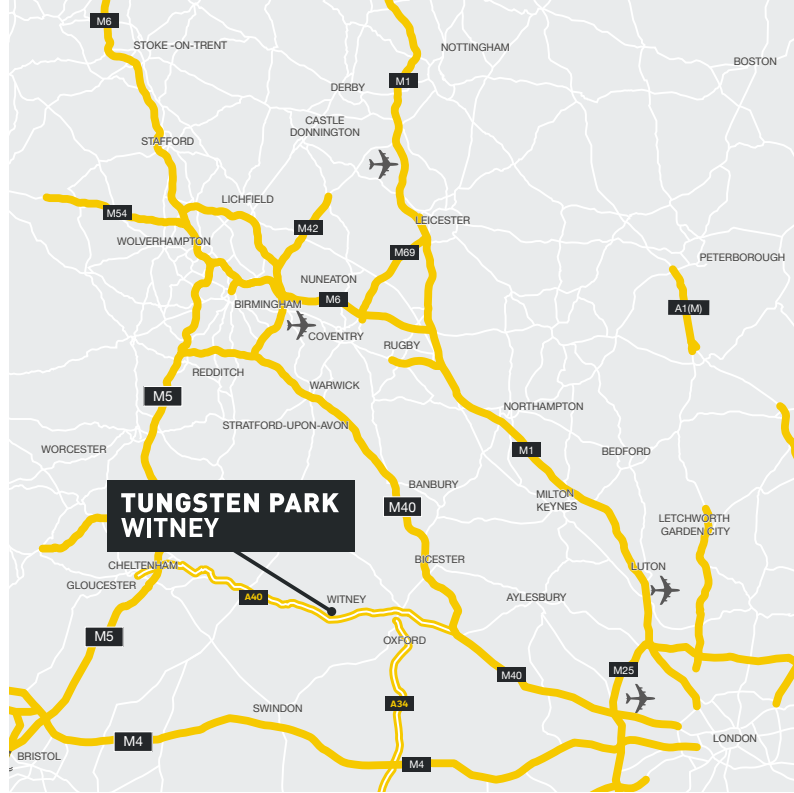 M6
STOKE -ON-TRENT
NOTTINGHAM
BOSTON
M1
DERBY
CASTLE
DONNINGTON
STAFFORD
LICHFIELD
M54
LEICESTER
M42
WOLVERHAMPTON
M69
PETERBOROUGH
NUNEATON
M6
BIRMINGHAM
A1(M)
COVENTRY
RUGBY
REDDITCH
WARWICK
M5
NORTHAMPTON
STRATFORD-UPON-AVON
WORCESTER
M1
BEDFORD
BANBURY
MILTON
KEYNES
TUNGSTEN PARK
WITNEY
M40
LETCHWORTH
GARDEN CITY
BICESTER
CHELTENHAM
LUTON
GLOUCESTER
A40
WITNEY
AYLESBURY
M5
OXFORD
M40
M25
A34
SWINDON
M4
LONDON
BRISTOL
M4